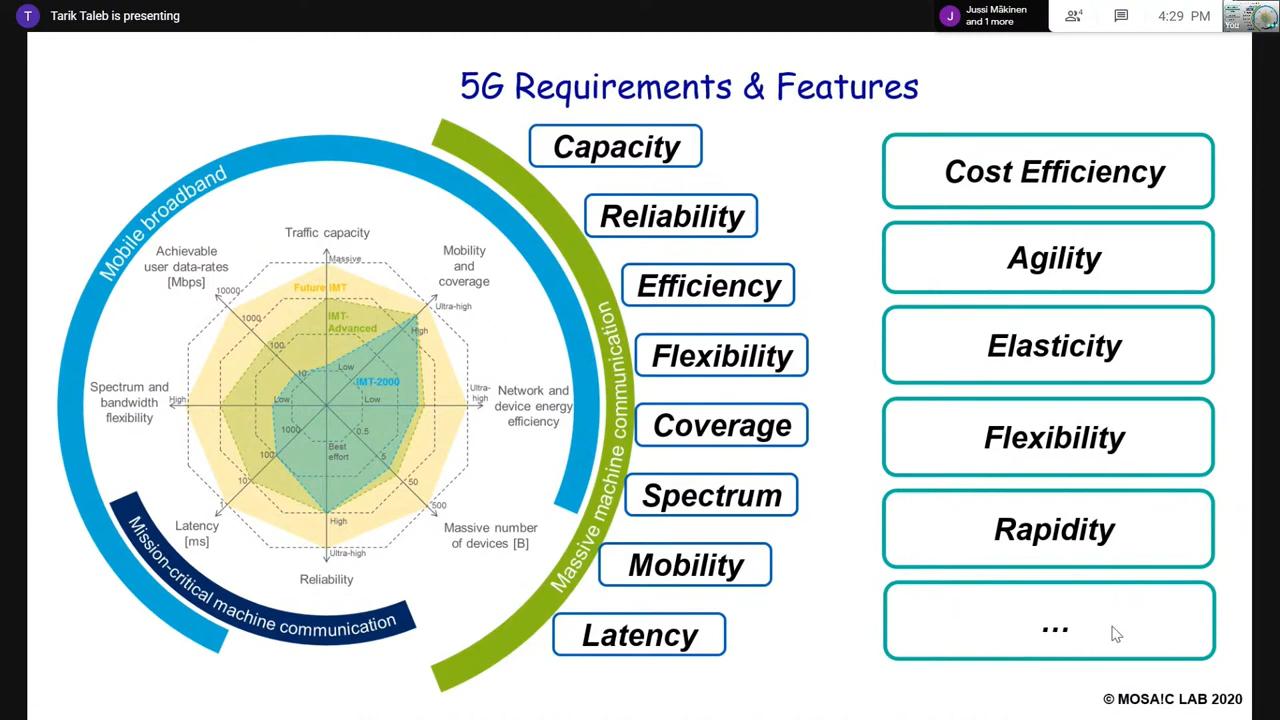 T
Tarik Taleb is presenting
J
Jussi Mäkinen
and 1 more
4
4:29 PM
You
5G Requirements & Features
Mobile broadband
Massive machine communication
Mission-critical machine communication
Traffic capacity
Massive
Mobility
and
coverage
Ultra-high
High
Low
Achievable
user data-rates
[Mbps]
10000
1000
100
10
Future IMT
IMT-
Advanced
IMT-2000
Spectrum and
bandwidth
flexibility
High
Low
Low
Ultra-
high
Network and
device energy
efficiency
1000
100
10
Latency
[ms]
0.5
5
50
500
Massive number
of devices [B]
Best
effort
High
Ultra-high
Reliability
Capacity
Reliability
Efficiency
Flexibility
Coverage
Spectrum
Mobility
Latency
Cost Efficiency
Agility
Elasticity
Flexibility
Rapidity
...
© MOSA!C LAB 2020